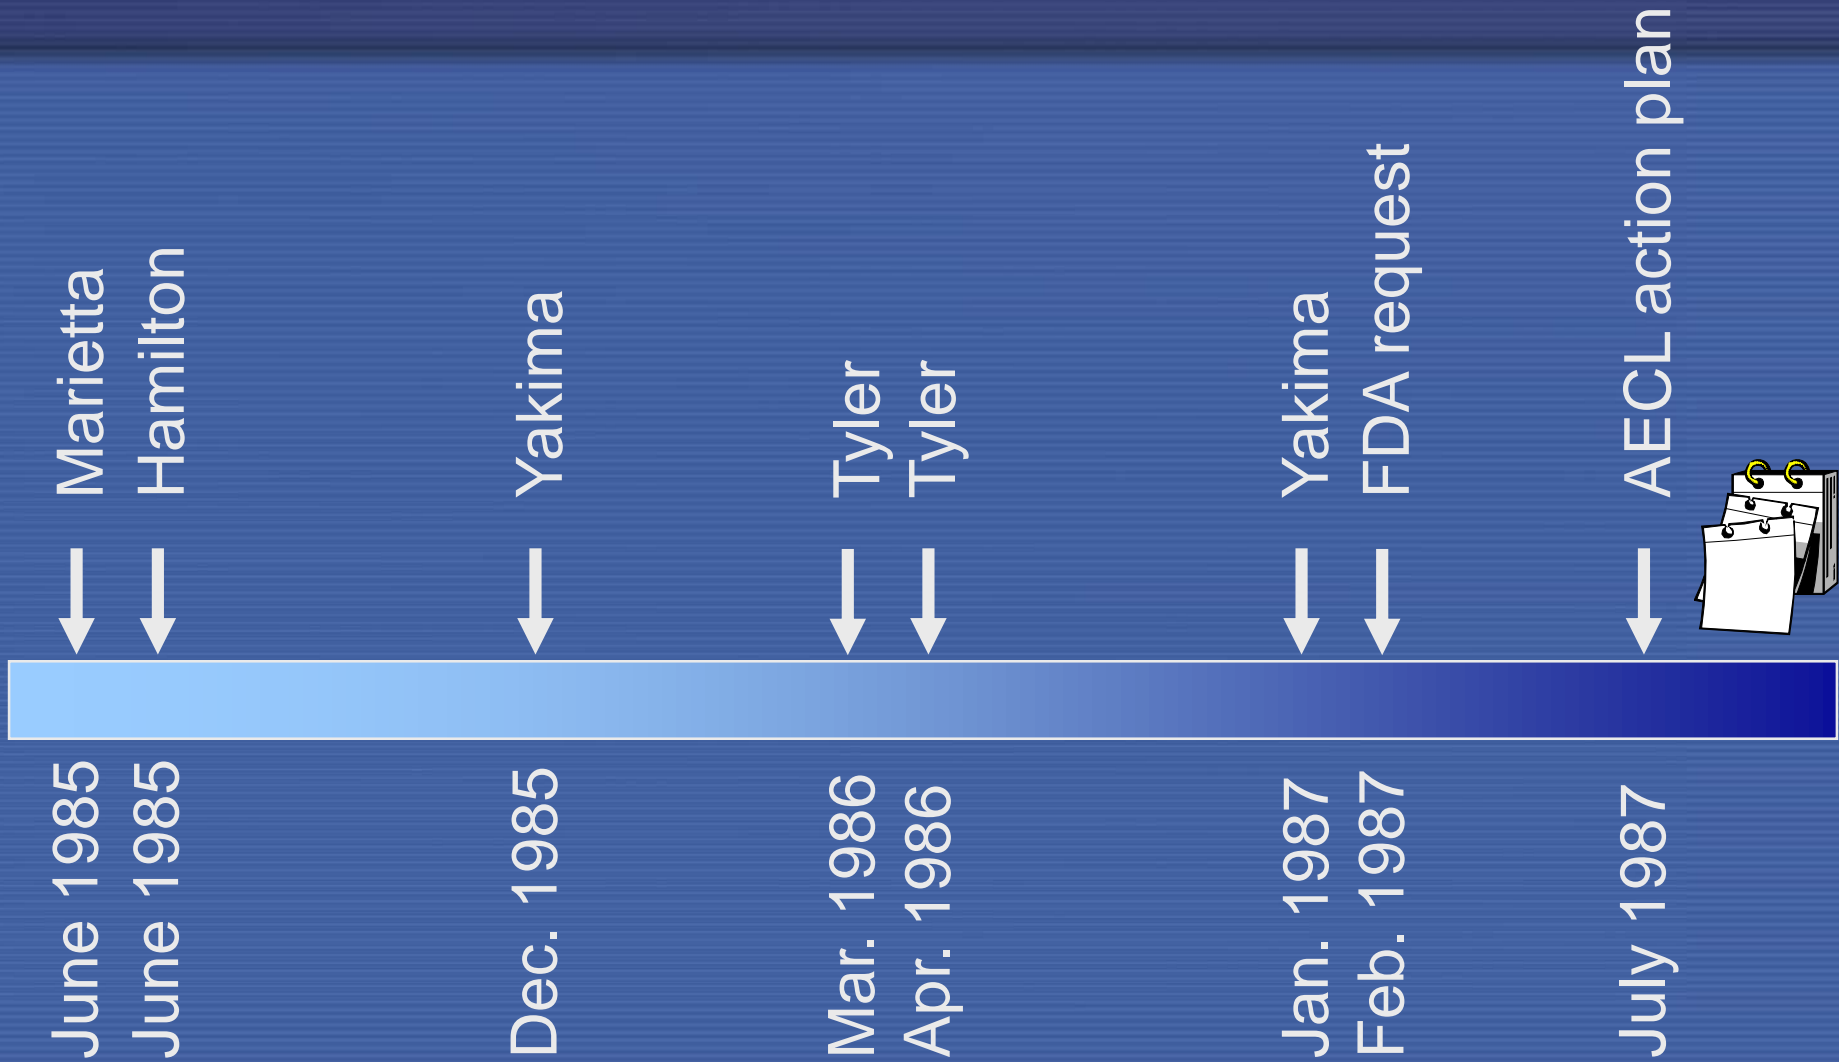 Marietta
Hamilton
Yakima
Tyler
Tyler
Yakima
FDA request
AECL action plan
June 1985
June 1985
Dec. 1985
Mar. 1986
Apr. 1986
Jan. 1987
Feb. 1987
July 1987